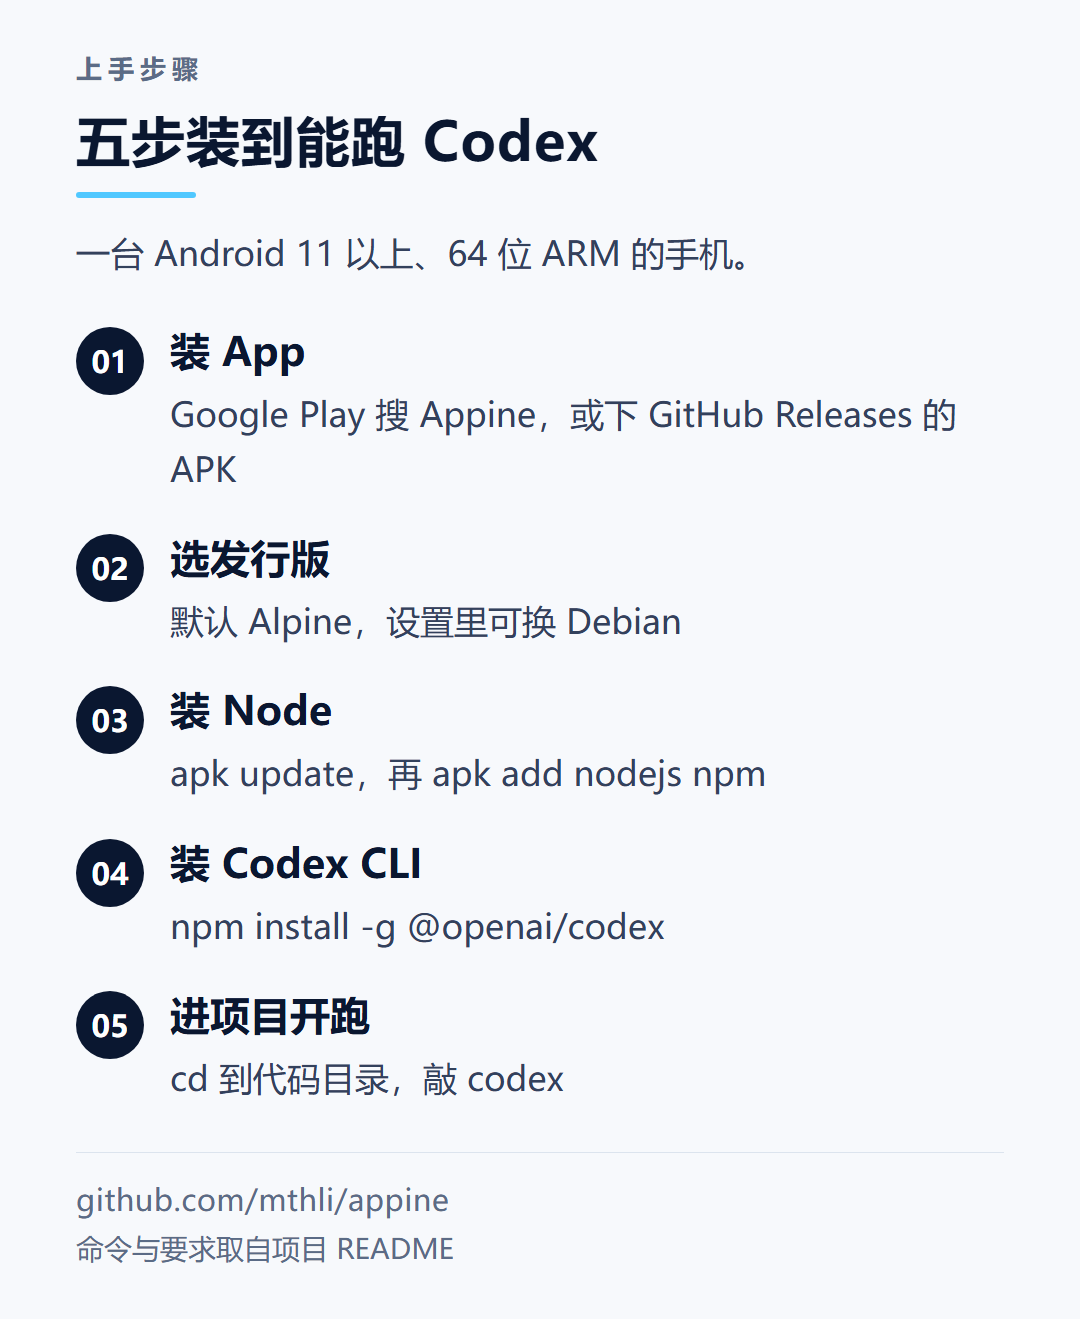 上手步骤
五步装到能跑 Codex
一台 Android 11 以上、64 位 ARM 的手机。
01
装 App
Google Play 搜 Appine，或下 GitHub Releases 的
APK
02
选发行版
默认 Alpine，设置里可换 Debian
03
装 Node
apk update，再 apk add nodejs npm
04
装 Codex CLI
npm install -g @openai/codex
05
进项目开跑
cd 到代码目录，敲 codex
github.com/mthli/appine
命令与要求取自项目 README